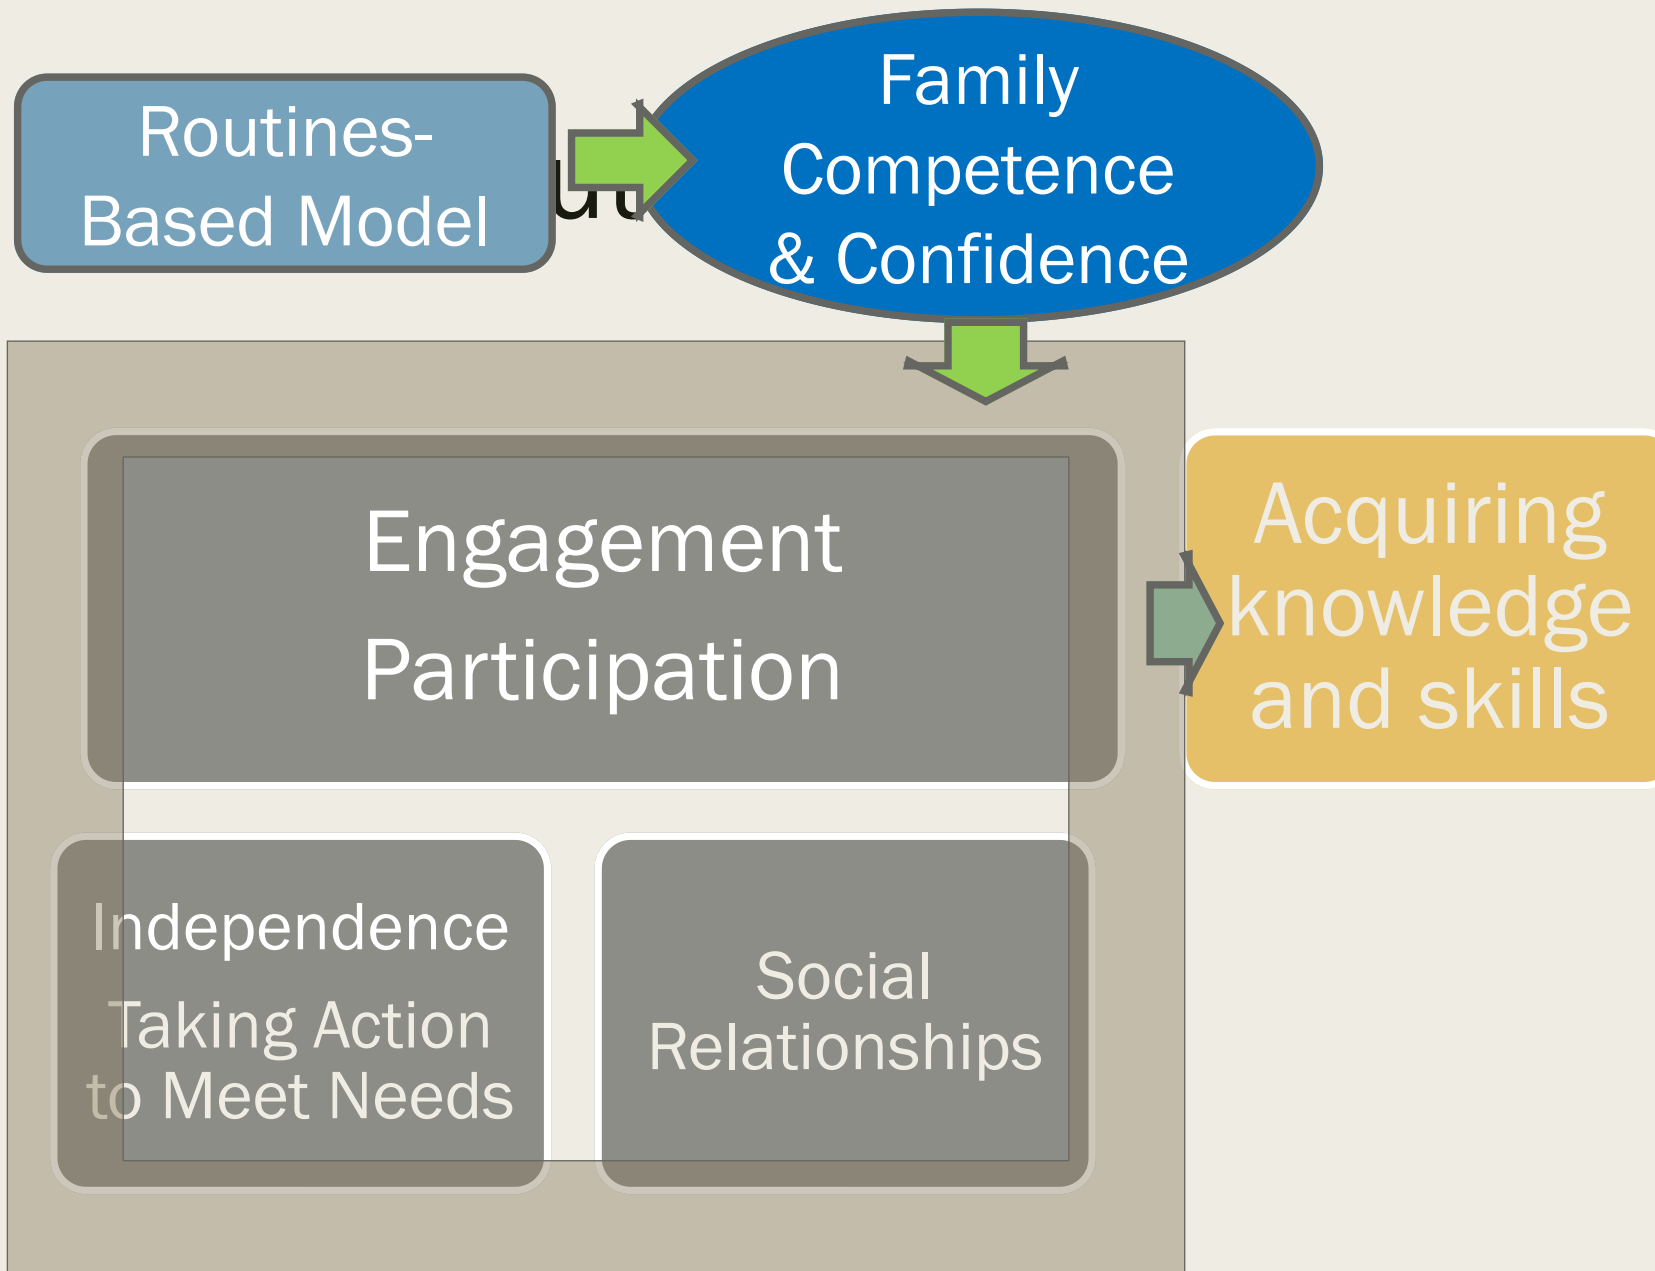 Routines-
Based Model
Family
Competence
& Confidence
Engagement
Participation
Acquiring
knowledge
and skills
Independence
Taking Action
to Meet Needs
Social
Relationships